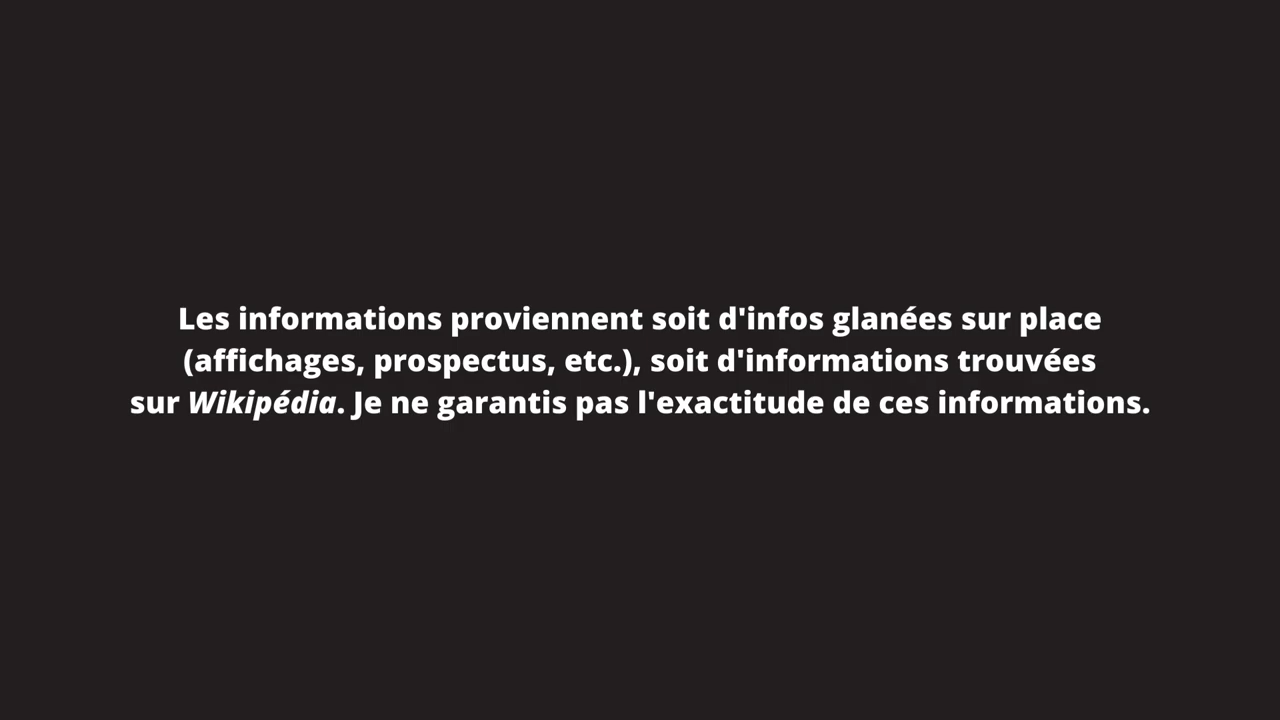 Les informations proviennent soit d'infos glanées sur place
(affichages, prospectus, etc.), soit d'informations trouvées
sur Wikipédia. Je ne garantis pas l'exactitude de ces informations.